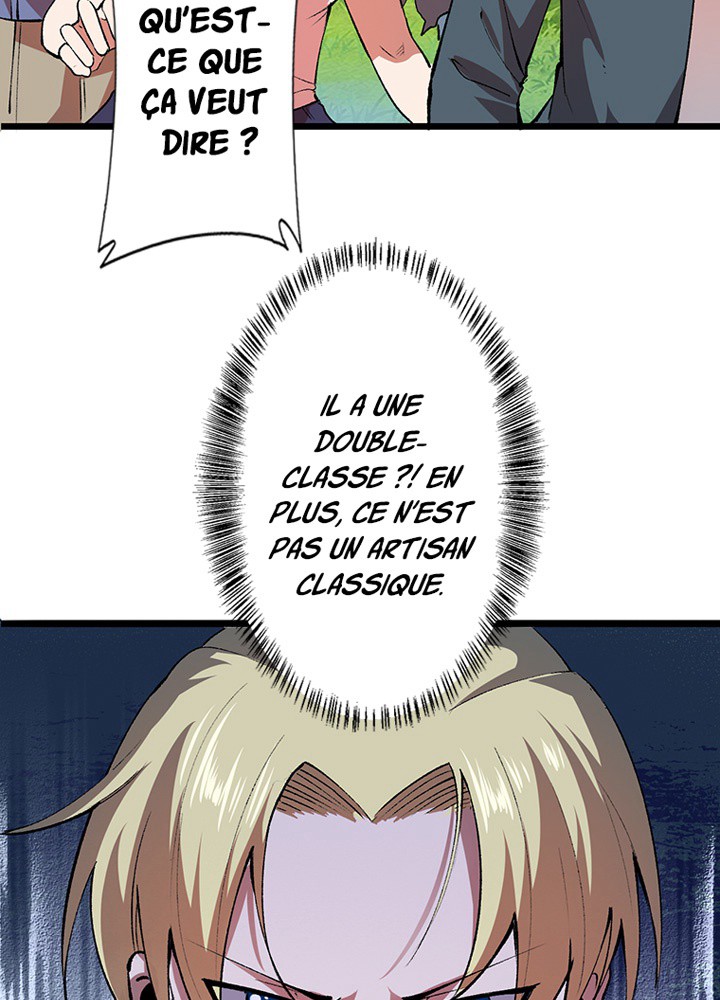 QU'EST-
CE QUE
ÇA VEUT
DIRE ?
IL A UNE
DOUBLE-
CLASSE ?! EN
PLUS, CE N'EST
PAS UN ARTISAN
CLASSIQUE.